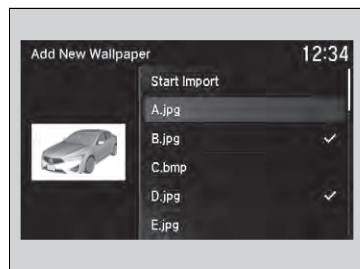 Add New Wallpaper 12:34
Start Import
A.jpg
B.jpg
C.bmp
D.jpg
E.jpg